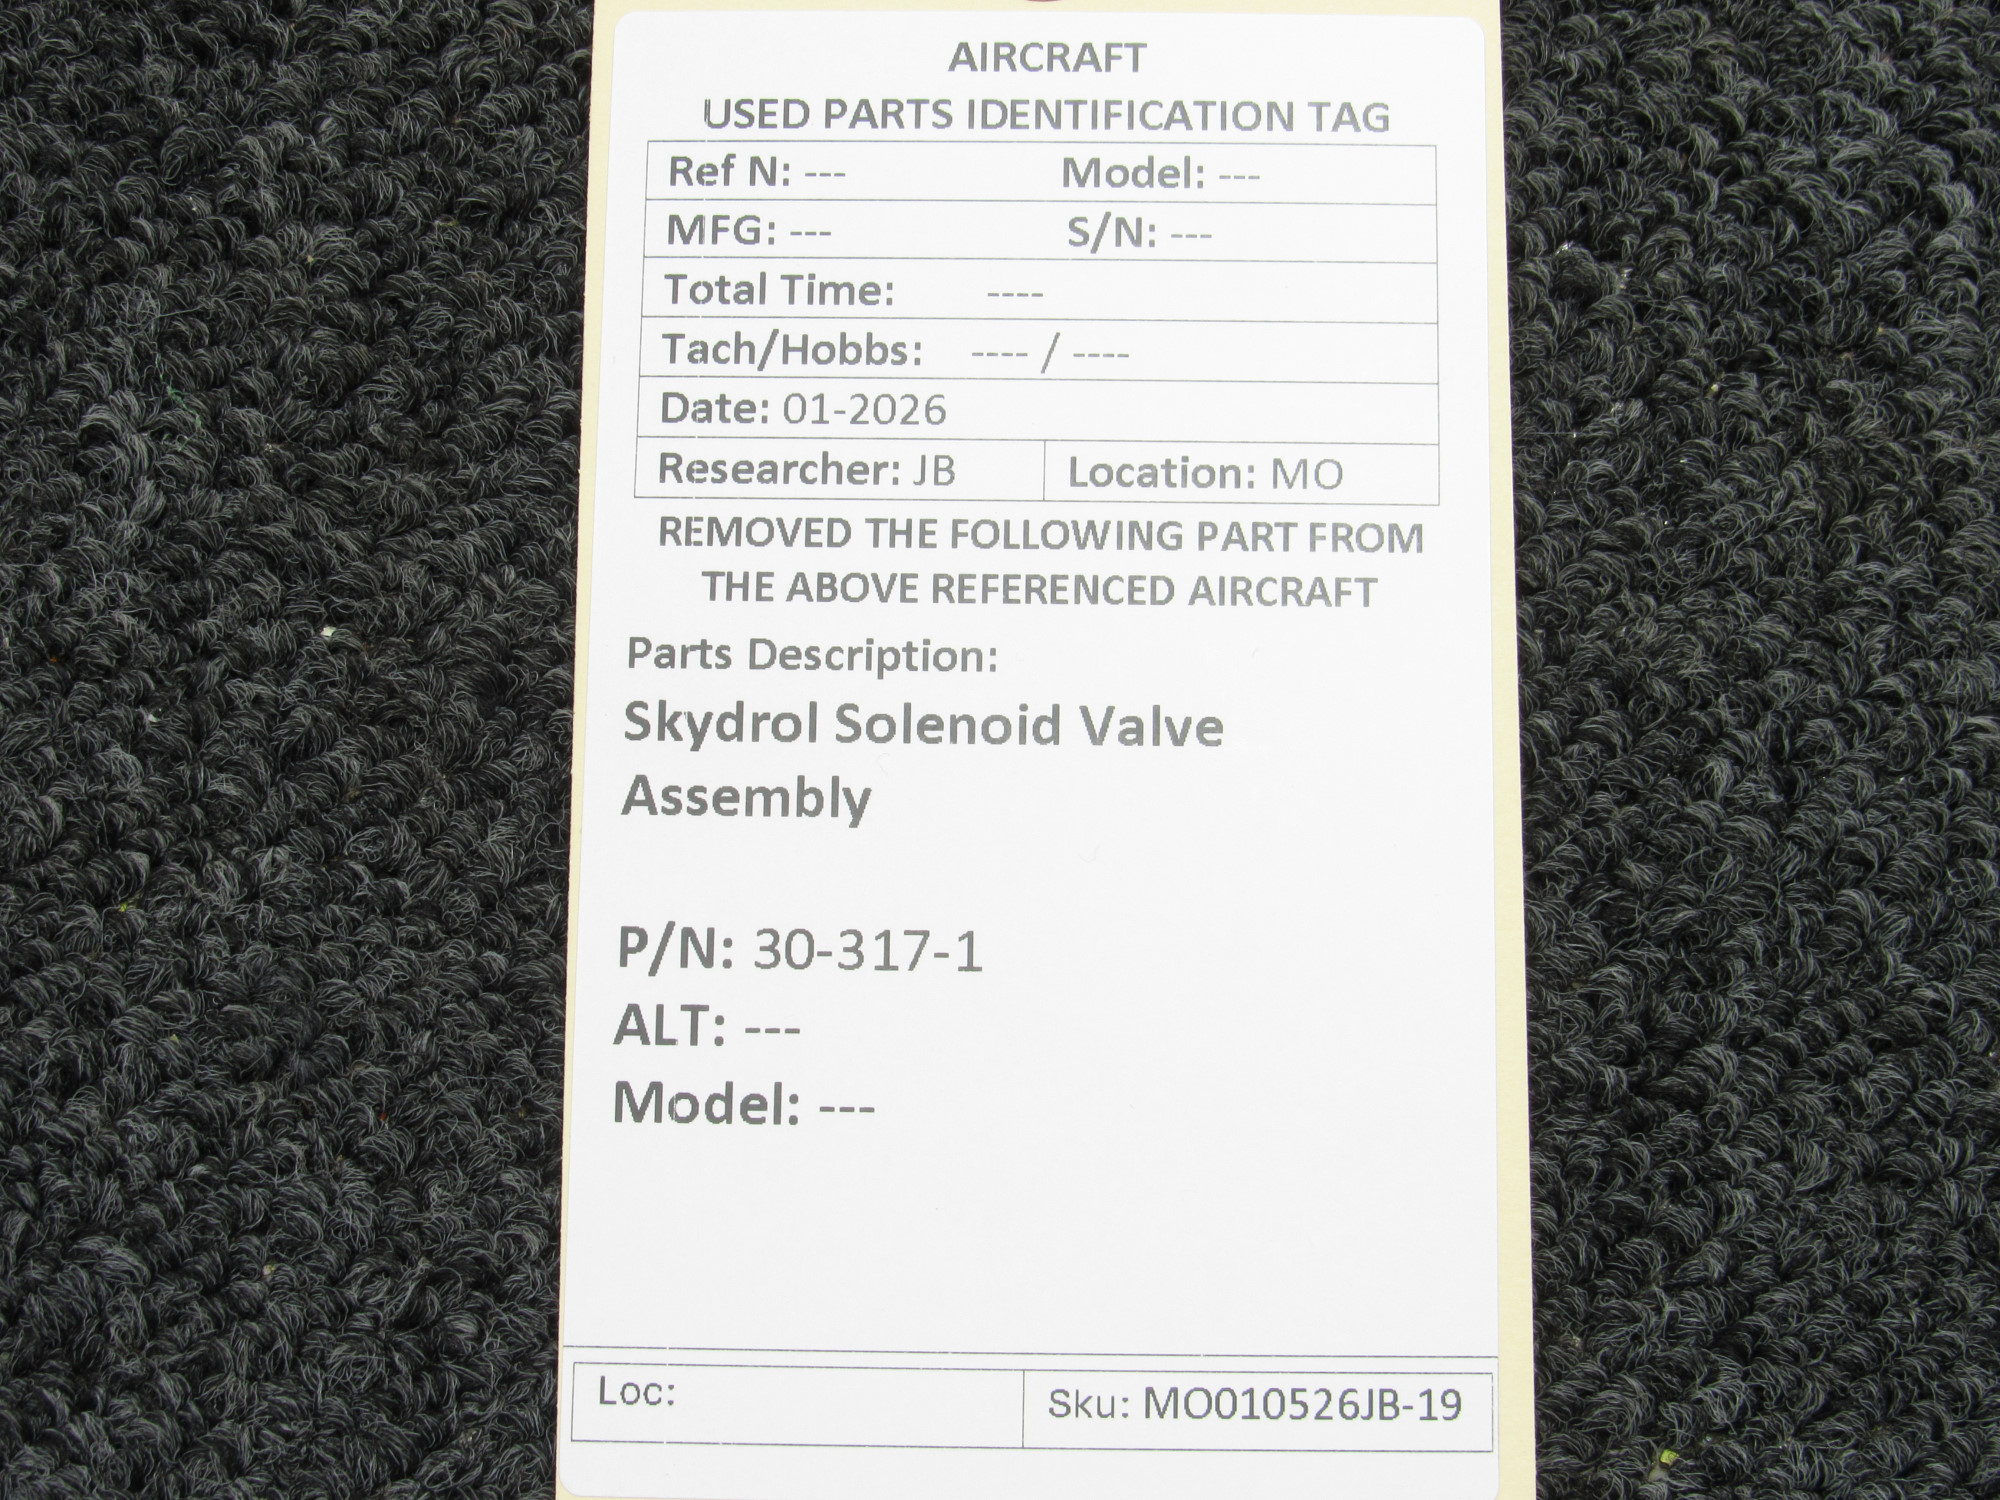 AIRCRAFT
USED PARTS IDENTIFICATION TAG
Ref N: --- Model: ---
MFG: --- S/N: ---
Total Time: ----
Tach/Hobbs: ---- / ----
Date: 01-2026
Researcher: JB Location: MO
REMOVED THE FOLLOWING PART FROM
THE ABOVE REFERENCED AIRCRAFT
Parts Description:
Skydrol Solenoid Valve
Assembly
P/N: 30-317-1
ALT: ---
Model: ---
Loc: Sku: MO010526JB-19